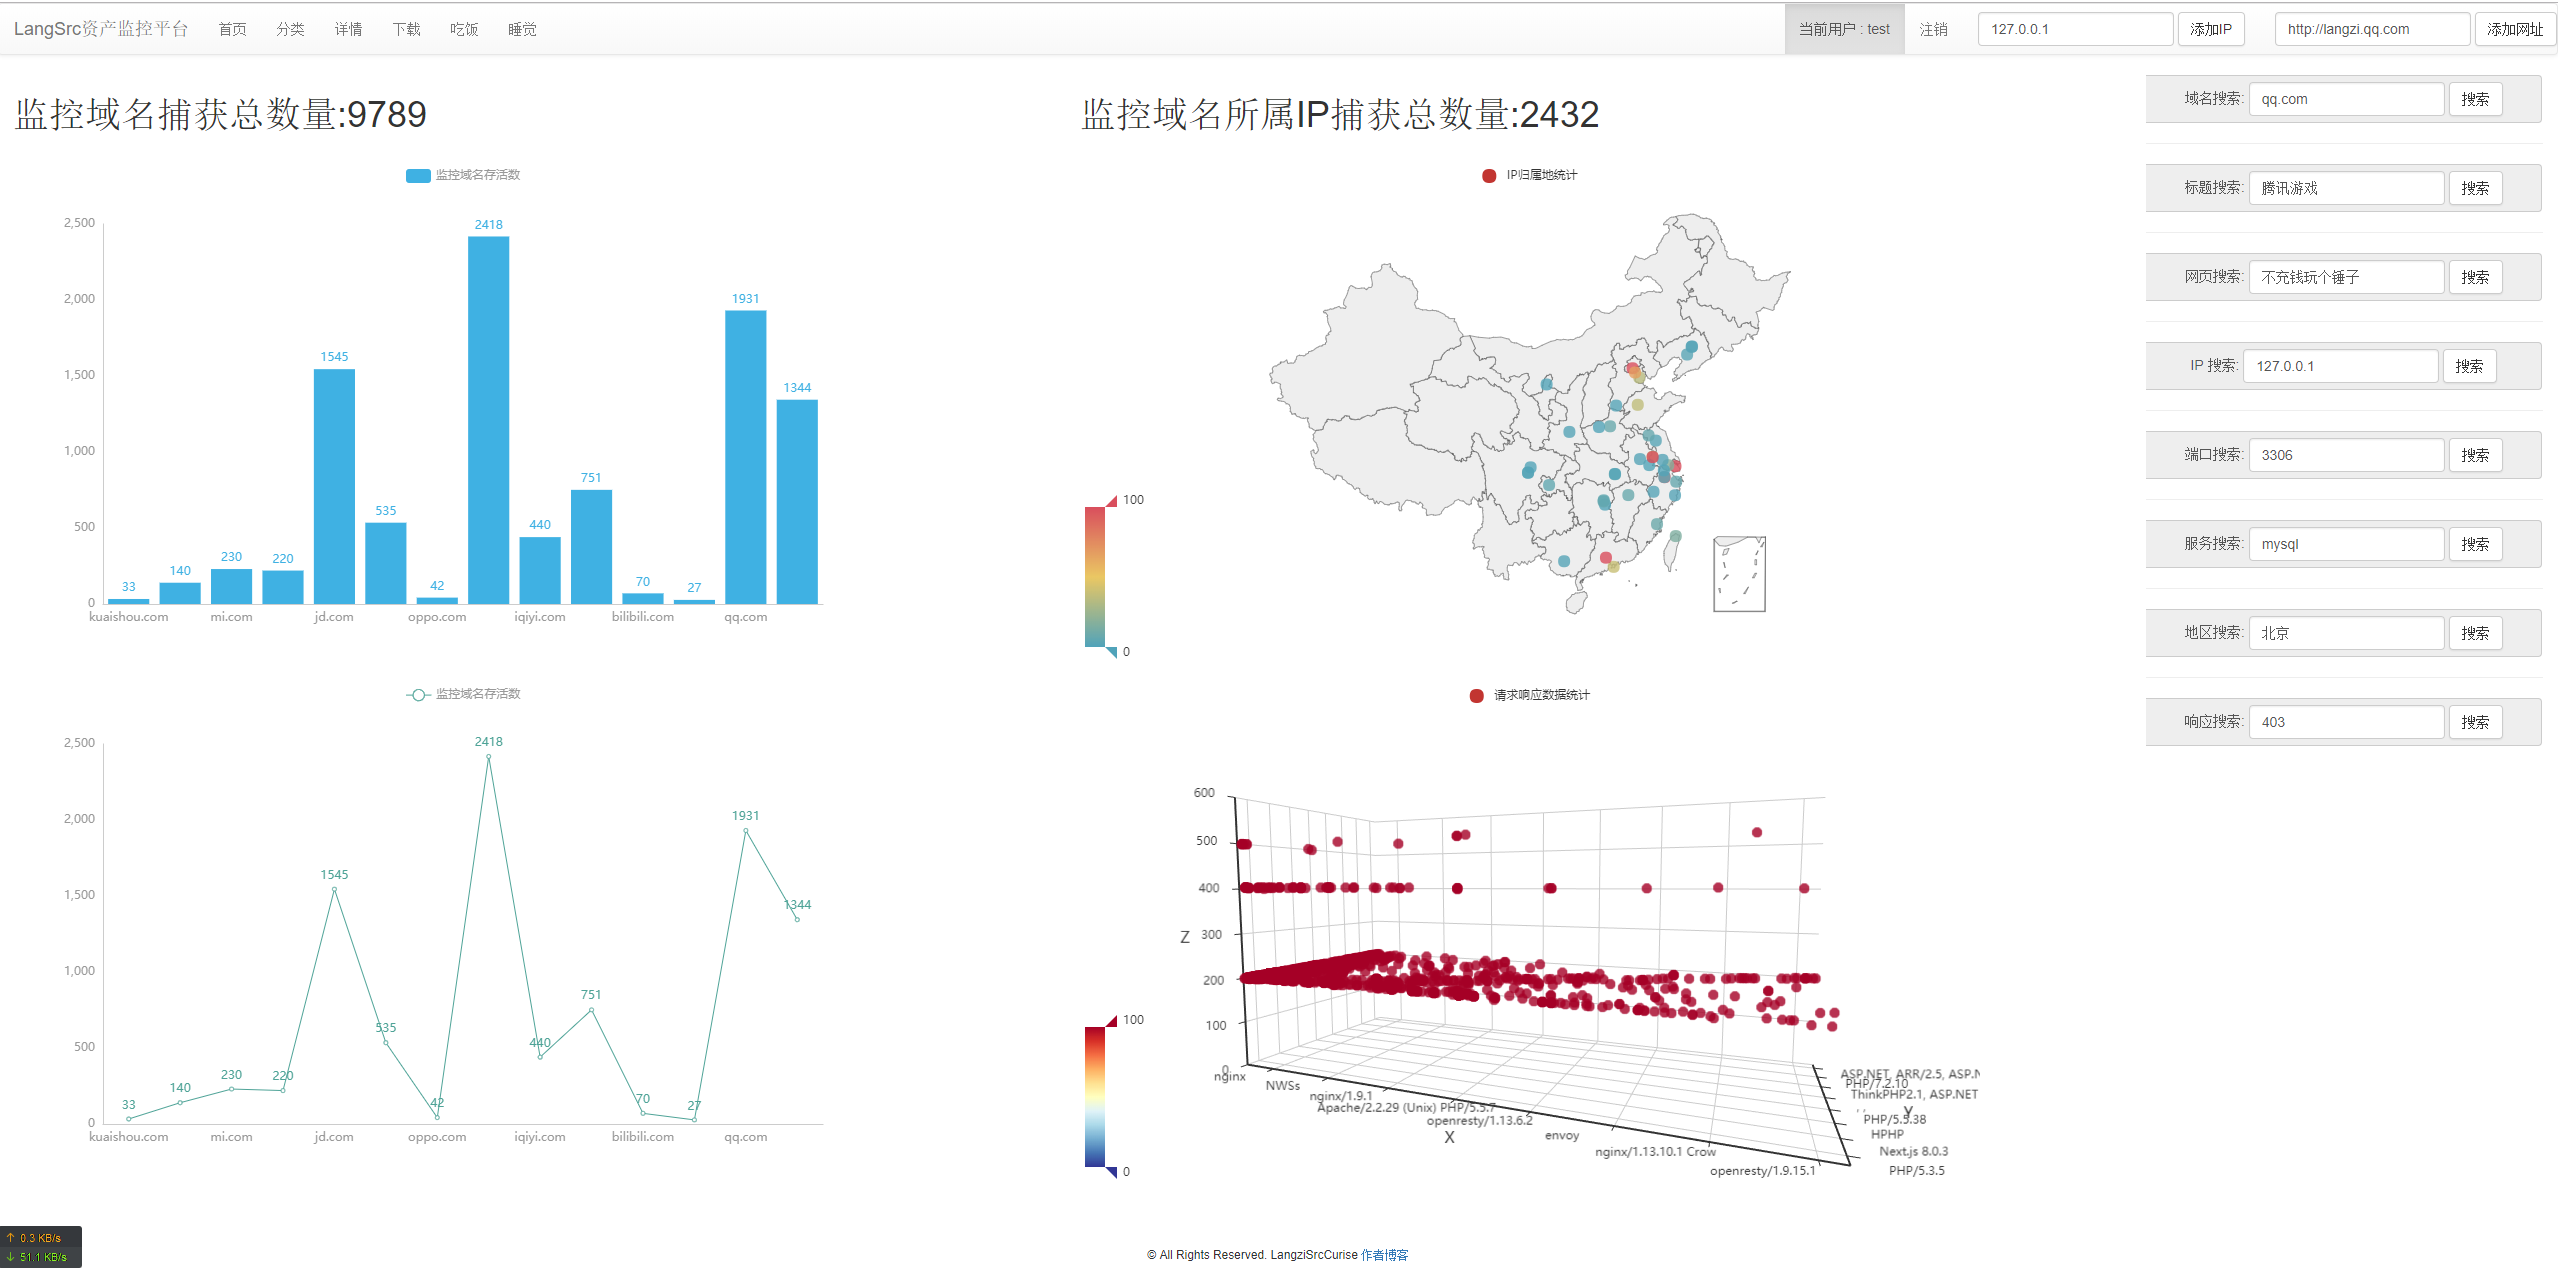 LangSrc资产监控平台 首页 分类 详情 下载 吃饭 睡觉 当前用户 : test 注销 127.0.0.1 添加IP http://langzi.qq.com 添加网址
监控域名捕获总数量:9789
监控域名存活数
2,500
2,000
1,500
1,000
500
0
33 140 230 220 1545 535 42 2418 440 751 70 27 1931 1344
kuaishou.com mi.com jd.com oppo.com iqiyi.com bilibili.com qq.com
监控域名存活数
2,500
2,000
1,500
1,000
500
0
33 140 230 220 1545 535 42 2418 440 751 70 27 1931 1344
kuaishou.com mi.com jd.com oppo.com iqiyi.com bilibili.com qq.com
监控域名所属IP捕获总数量:2432
IP归属地统计
100
0
请求响应数据统计
100
0
600
500
400
Z 300
200
100
0
nginx
NWSs
nginx/1.9.1
Apache/2.2.29 (Unix) PHP/5.5.7
openresty/1.13.6.2
X
envoy
nginx/1.13.10.1 Crow
openresty/1.9.15.1
ASP.NET, ARR/2.5, ASP.N
PHP/7.2.10
ThinkPHP2.1, ASP.NET
Y
PHP/5.5.38
HPHP
Next.js 8.0.3
PHP/5.3.5
域名搜索: qq.com 搜索
标题搜索: 腾讯游戏 搜索
网页搜索: 不充钱玩个锤子 搜索
IP 搜索: 127.0.0.1 搜索
端口搜索: 3306 搜索
服务搜索: mysql 搜索
地区搜索: 北京 搜索
响应搜索: 403 搜索
↑ 0.3 KB/s
↓ 51.1 KB/s
© All Rights Reserved. LangziSrcCurise 作者博客